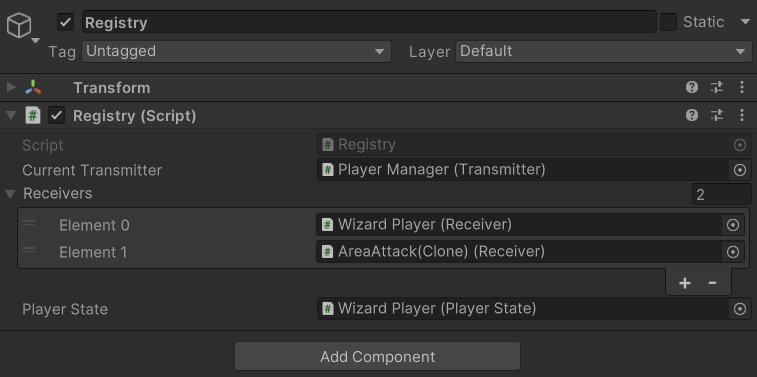 Registry Static
Tag Untagged Layer Default
Transform
Registry (Script)
Script Registry
Current Transmitter Player Manager (Transmitter)
Receivers 2
Element 0 Wizard Player (Receiver)
Element 1 AreaAttack(Clone) (Receiver)
+ -
Player State Wizard Player (Player State)
Add Component